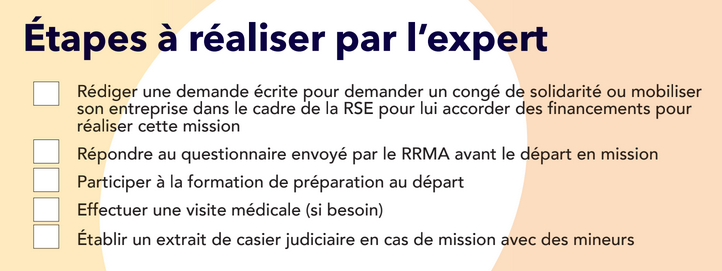 Étapes à réaliser par l'expert
Rédiger une demande écrite pour demander un congé de solidarité ou mobiliser
son entreprise dans le cadre de la RSE pour lui accorder des financements pour
réaliser cette mission
Répondre au questionnaire envoyé par le RRMA avant le départ en mission
Participer à la formation de préparation au départ
Effectuer une visite médicale (si besoin)
Établir un extrait de casier judiciaire en cas de mission avec des mineurs